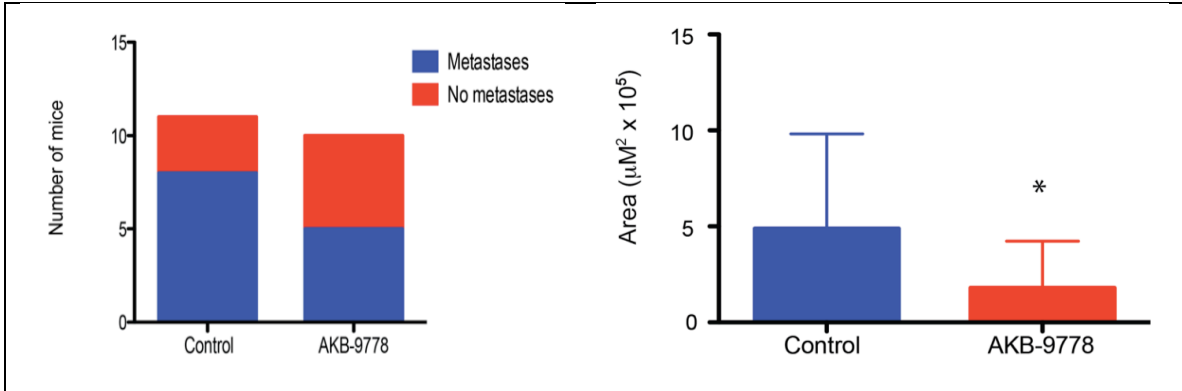 15
10
5
0
Number of mice
Metastases
No metastases
Control
AKB-9778
15
10
5
0
Area (µM² x 10⁵)
*
Control
AKB-9778